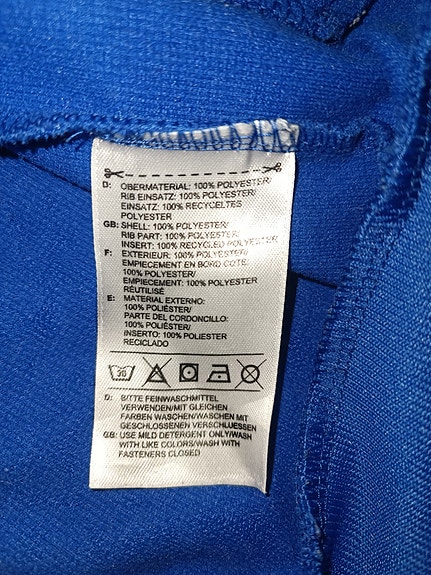 D: OBERMATERIAL: 100% POLYESTER/
RIB EINSATZ: 100% POLYESTER/
EINSATZ: 100% RECYCELTES
POLYESTER
GB: SHELL: 100% POLYESTER/
RIB PART: 100% POLYESTER/
INSERT: 100% RECYCLED POLYESTER
F: EXTERIEUR: 100% POLYESTER/
EMPIECEMENT EN BORD COTE:
100% POLYESTER/
EMPIECEMENT: 100% POLYESTER
RÉUTILISÉ
E: MATERIAL EXTERNO:
100% POLIÉSTER/
PARTE DEL CORDONCILLO:
100% POLIÉSTER/
INSERTO: 100% POLIESTER
RECICLADO
30
D: BITTE FEINWASCHMITTEL
VERWENDEN/MIT GLEICHEN
FARBEN WASCHEN/WASCHEN MIT
GESCHLOSSENEN VERSCHLUESSEN
GB: USE MILD DETERGENT ONLY/WASH
WITH LIKE COLORS/WASH WITH
FASTENERS CLOSED